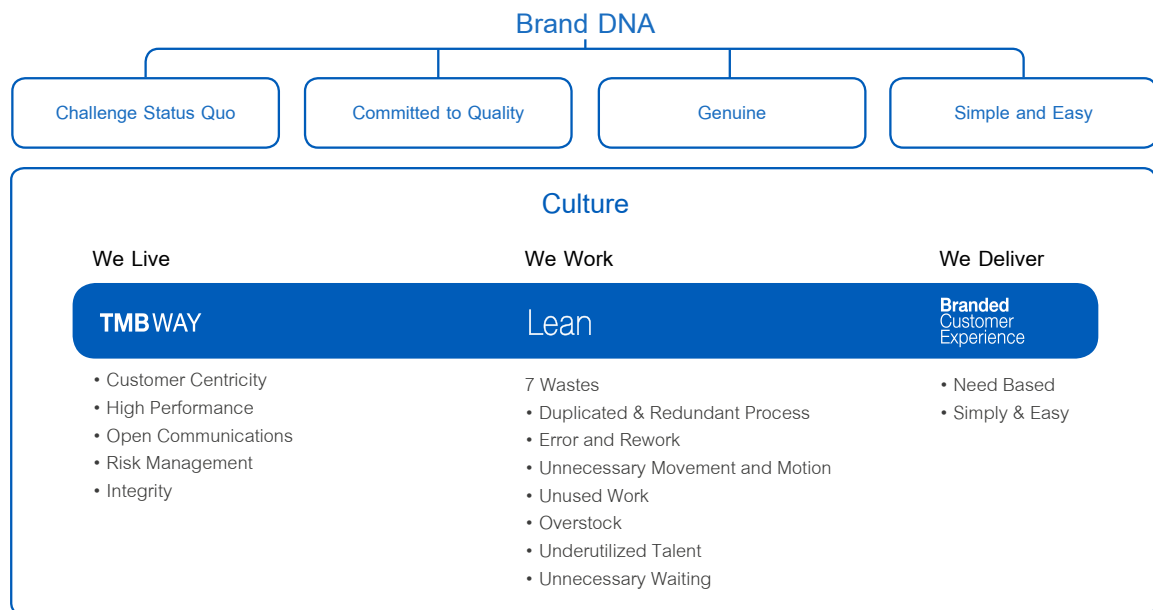 Brand DNA
Challenge Status Quo
Committed to Quality
Genuine
Simple and Easy
Culture
We Live
We Work
We Deliver
TMBWAY
Lean
Branded
Customer
Experience
• Customer Centricity
• High Performance
• Open Communications
• Risk Management
• Integrity
7 Wastes
• Duplicated & Redundant Process
• Error and Rework
• Unnecessary Movement and Motion
• Unused Work
• Overstock
• Underutilized Talent
• Unnecessary Waiting
• Need Based
• Simply & Easy